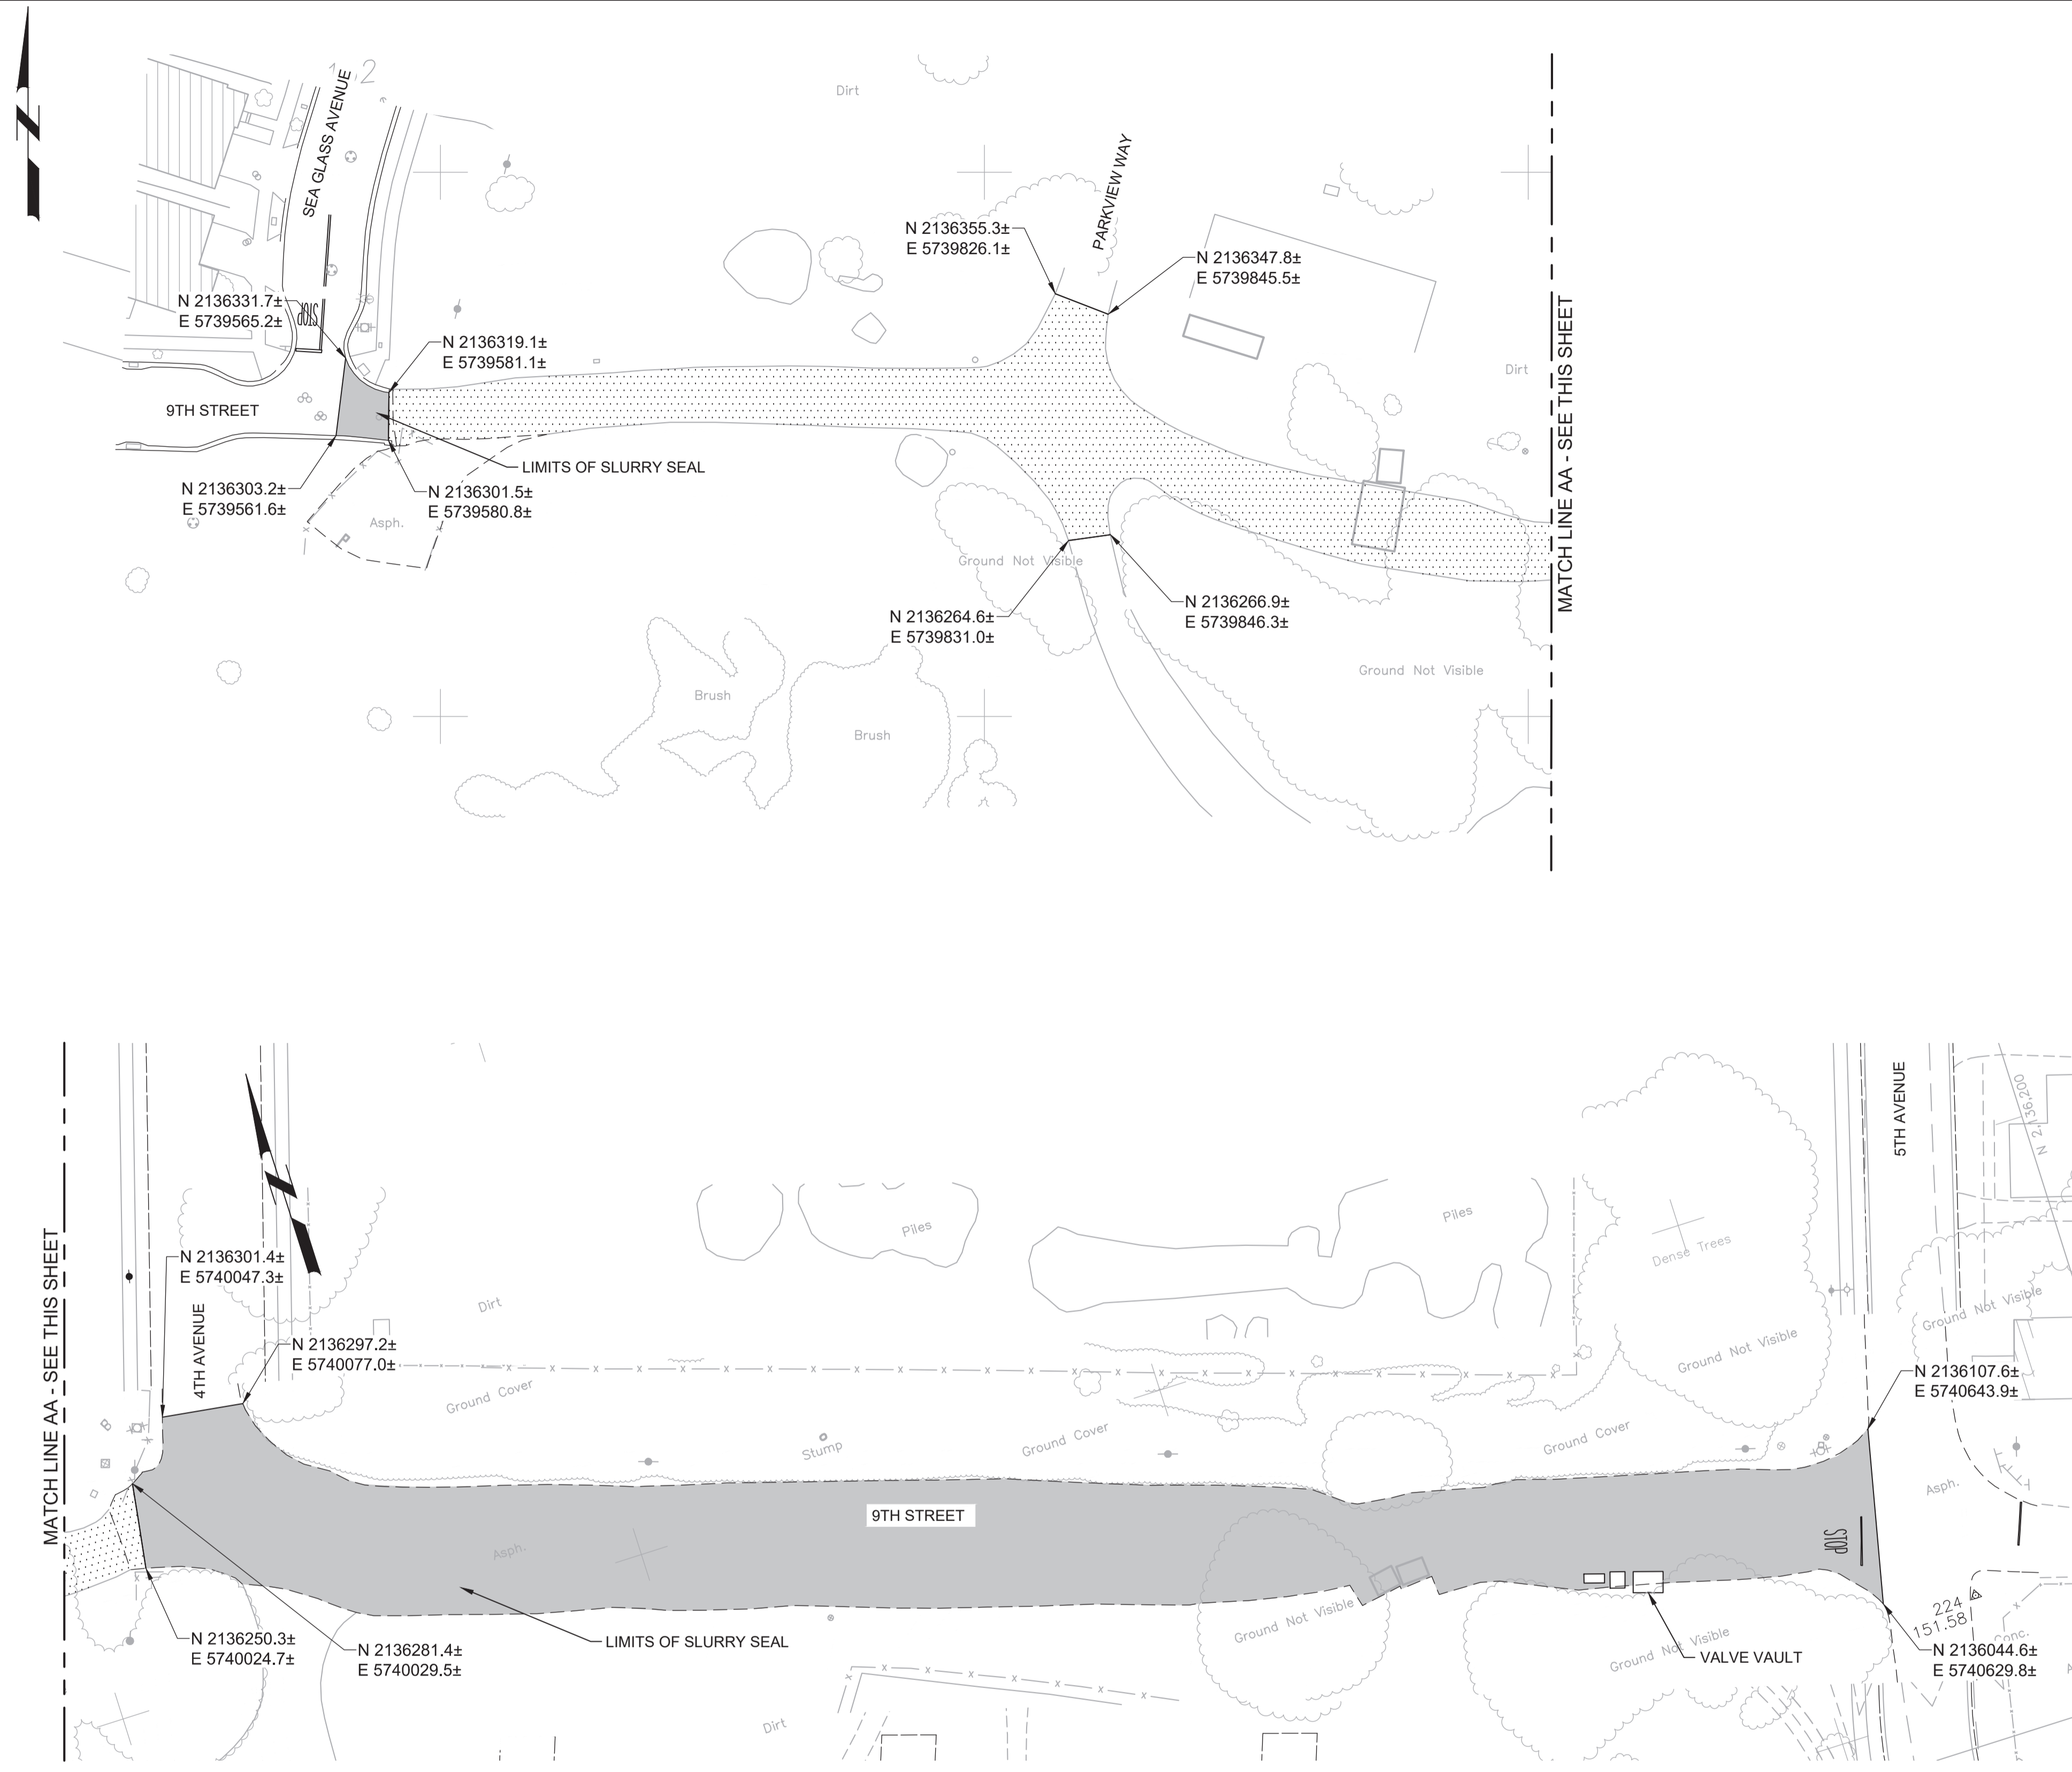 N
12
SEA GLASS AVENUE
Dirt
PARKVIEW WAY
N 2136355.3±
E 5739826.1±
N 2136347.8±
E 5739845.5±
N 2136331.7±
E 5739565.2±
STOP
N 2136319.1±
E 5739581.1±
Dirt
MATCH LINE AA - SEE THIS SHEET
9TH STREET
LIMITS OF SLURRY SEAL
N 2136303.2±
E 5739561.6±
N 2136301.5±
E 5739580.8±
Asph.
Ground Not Visible
N 2136264.6±
E 5739831.0±
N 2136266.9±
E 5739846.3±
Ground Not Visible
Brush
Brush
N
5TH AVENUE
N 2,136,200
MATCH LINE AA - SEE THIS SHEET
N 2136301.4±
E 5740047.3±
4TH AVENUE
Piles
Piles
Dense Trees
Dirt
Ground Not Visible
Ground Not Visible
N 2136297.2±
E 5740077.0±
Ground Cover
N 2136107.6±
E 5740643.9±
Stump
Ground Cover
Ground Cover
Asph.
9TH STREET
STOP
Asph.
LIMITS OF SLURRY SEAL
Ground Not Visible
Ground Not Visible
VALVE VAULT
224
151.58
Conc.
N 2136250.3±
E 5740024.7±
N 2136281.4±
E 5740029.5±
N 2136044.6±
E 5740629.8±
Dirt